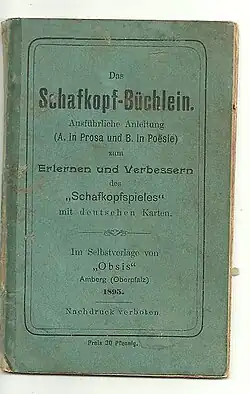 Das
Schafkopf-Büchlein.
Ausführliche Anleitung
(A. in Prosa und B. in Poësie)
zum
Erlernen und Verbessern
des
„Schafkopfspieles"
mit deutschen Karten.
Im Selbstverlage von
„Obsis"
Amberg (Oberpfalz)
1895.
Nachdruck verboten.
Preis 30 Pfennig.